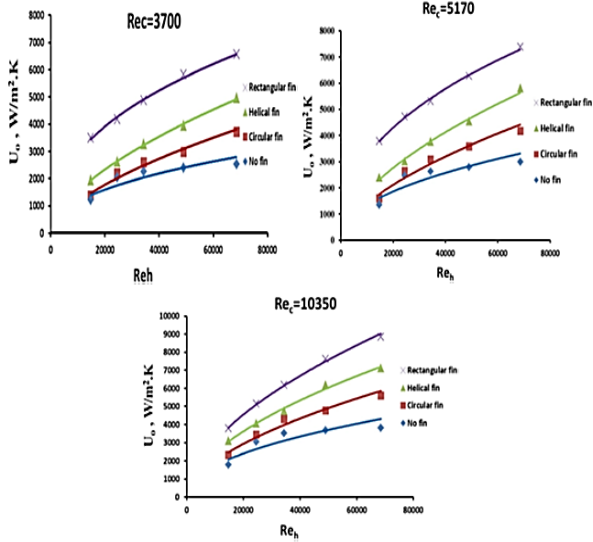 Rec=3700
8000
7000
6000
5000
4000
3000
2000
1000
0
Uₒ , W/m².K
Rectangular fin
Helical fin
Circular fin
No fin
0 20000 40000 60000 80000
Reh
Re꜀=5170
8000
7000
6000
5000
4000
3000
2000
1000
0
Uₒ , W/m².K
Rectangular fin
Helical fin
Circular fin
No fin
0 20000 40000 60000 80000
Reₕ
Re꜀=10350
10000
9000
8000
7000
6000
5000
4000
3000
2000
1000
0
Uₒ , W/m².K
Rectangular fin
Helical fin
Circular fin
No fin
0 20000 40000 60000 80000
Reₕ